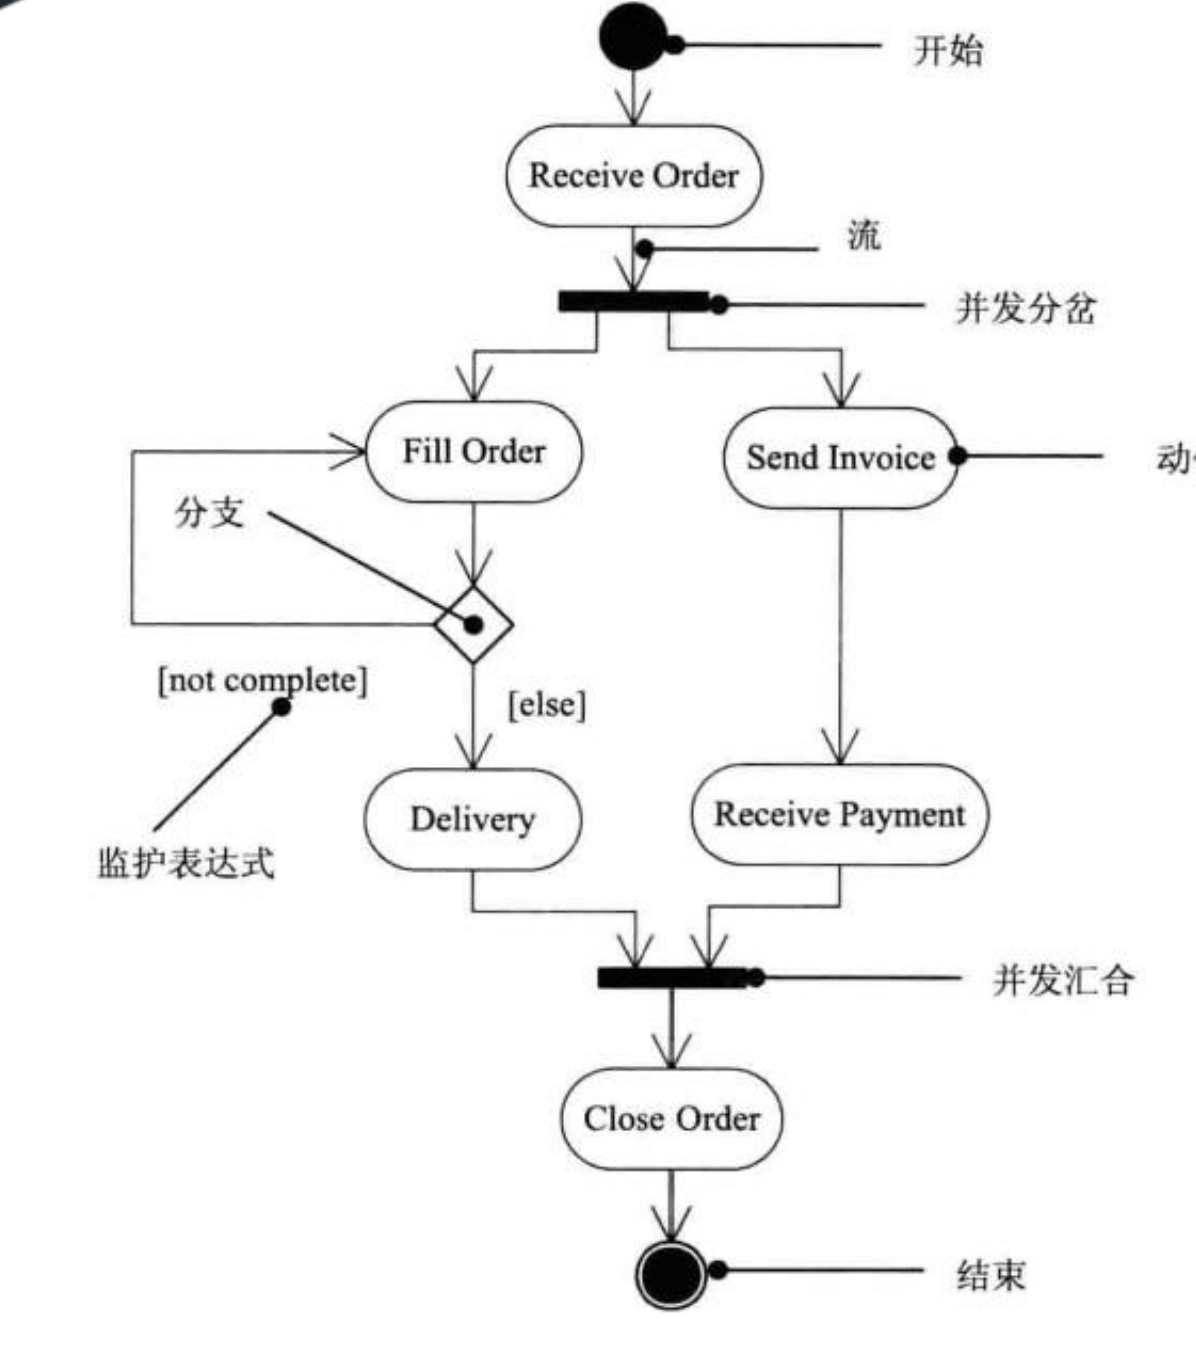 开始
Receive Order
流
并发分岔
Fill Order
Send Invoice
动
分支
[not complete]
[else]
Delivery
Receive Payment
监护表达式
并发汇合
Close Order
结束